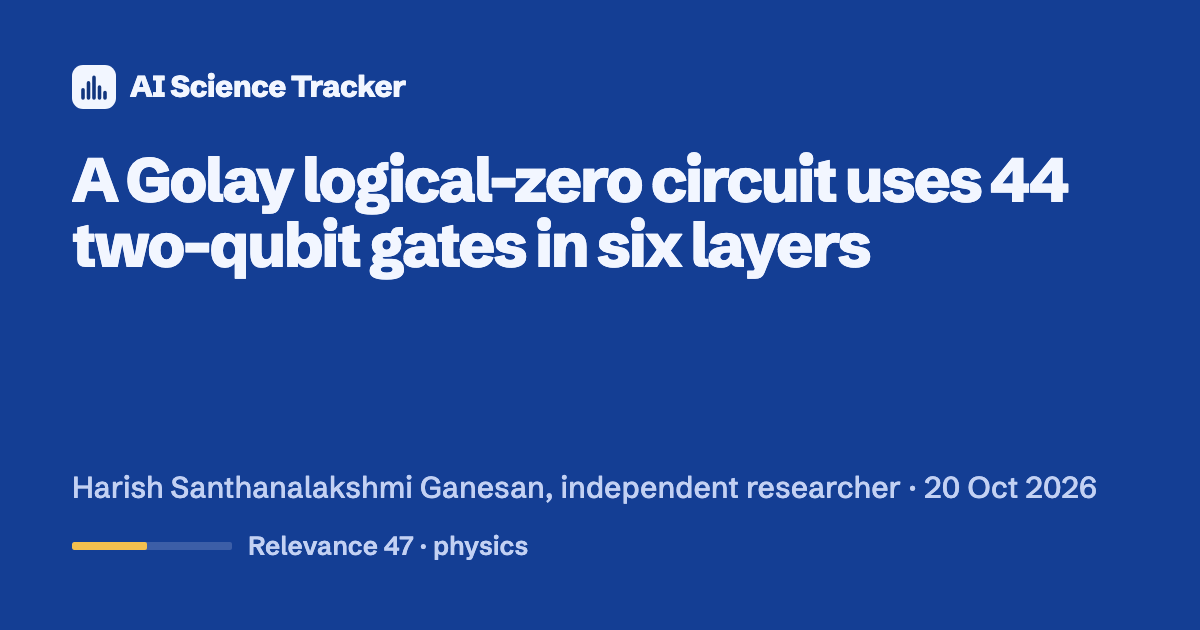 AI Science Tracker
A Golay logical-zero circuit uses 44
two-qubit gates in six layers
Harish Santhanalakshmi Ganesan, independent researcher · 20 Oct 2026
Relevance 47 · physics